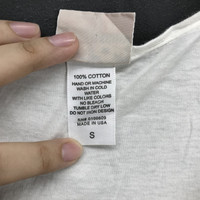 100% COTTON
HAND OR MACHINE
WASH IN COLD
WATER
WITH LIKE COLORS
NO BLEACH
TUMBLE DRY LOW
DO NOT IRON DESIGN
MADE IN USA
S